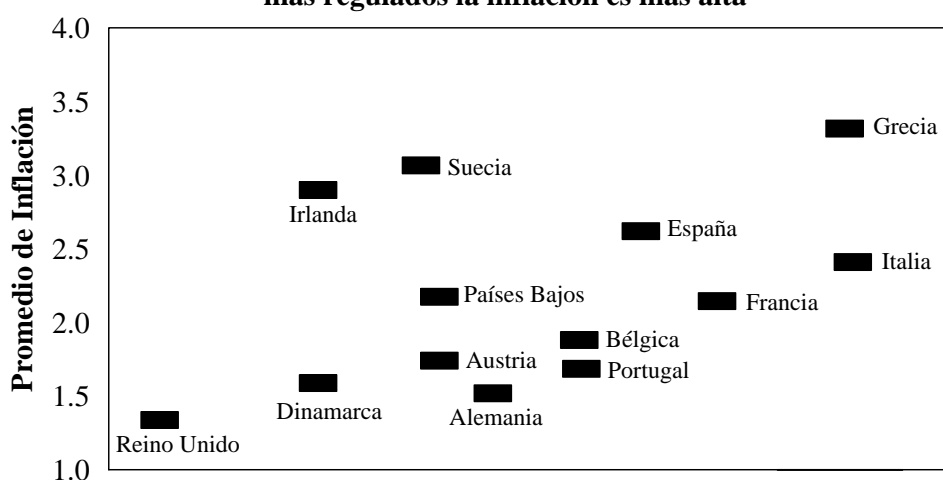 más regulados la inflación es más alta
4.0
3.5
Grecia
3.0
Suecia
Irlanda
España
2.5
Italia
Países Bajos
Francia
2.0
Bélgica
Austria
Portugal
1.5
Dinamarca
Alemania
Reino Unido
1.0
Promedio de Inflación